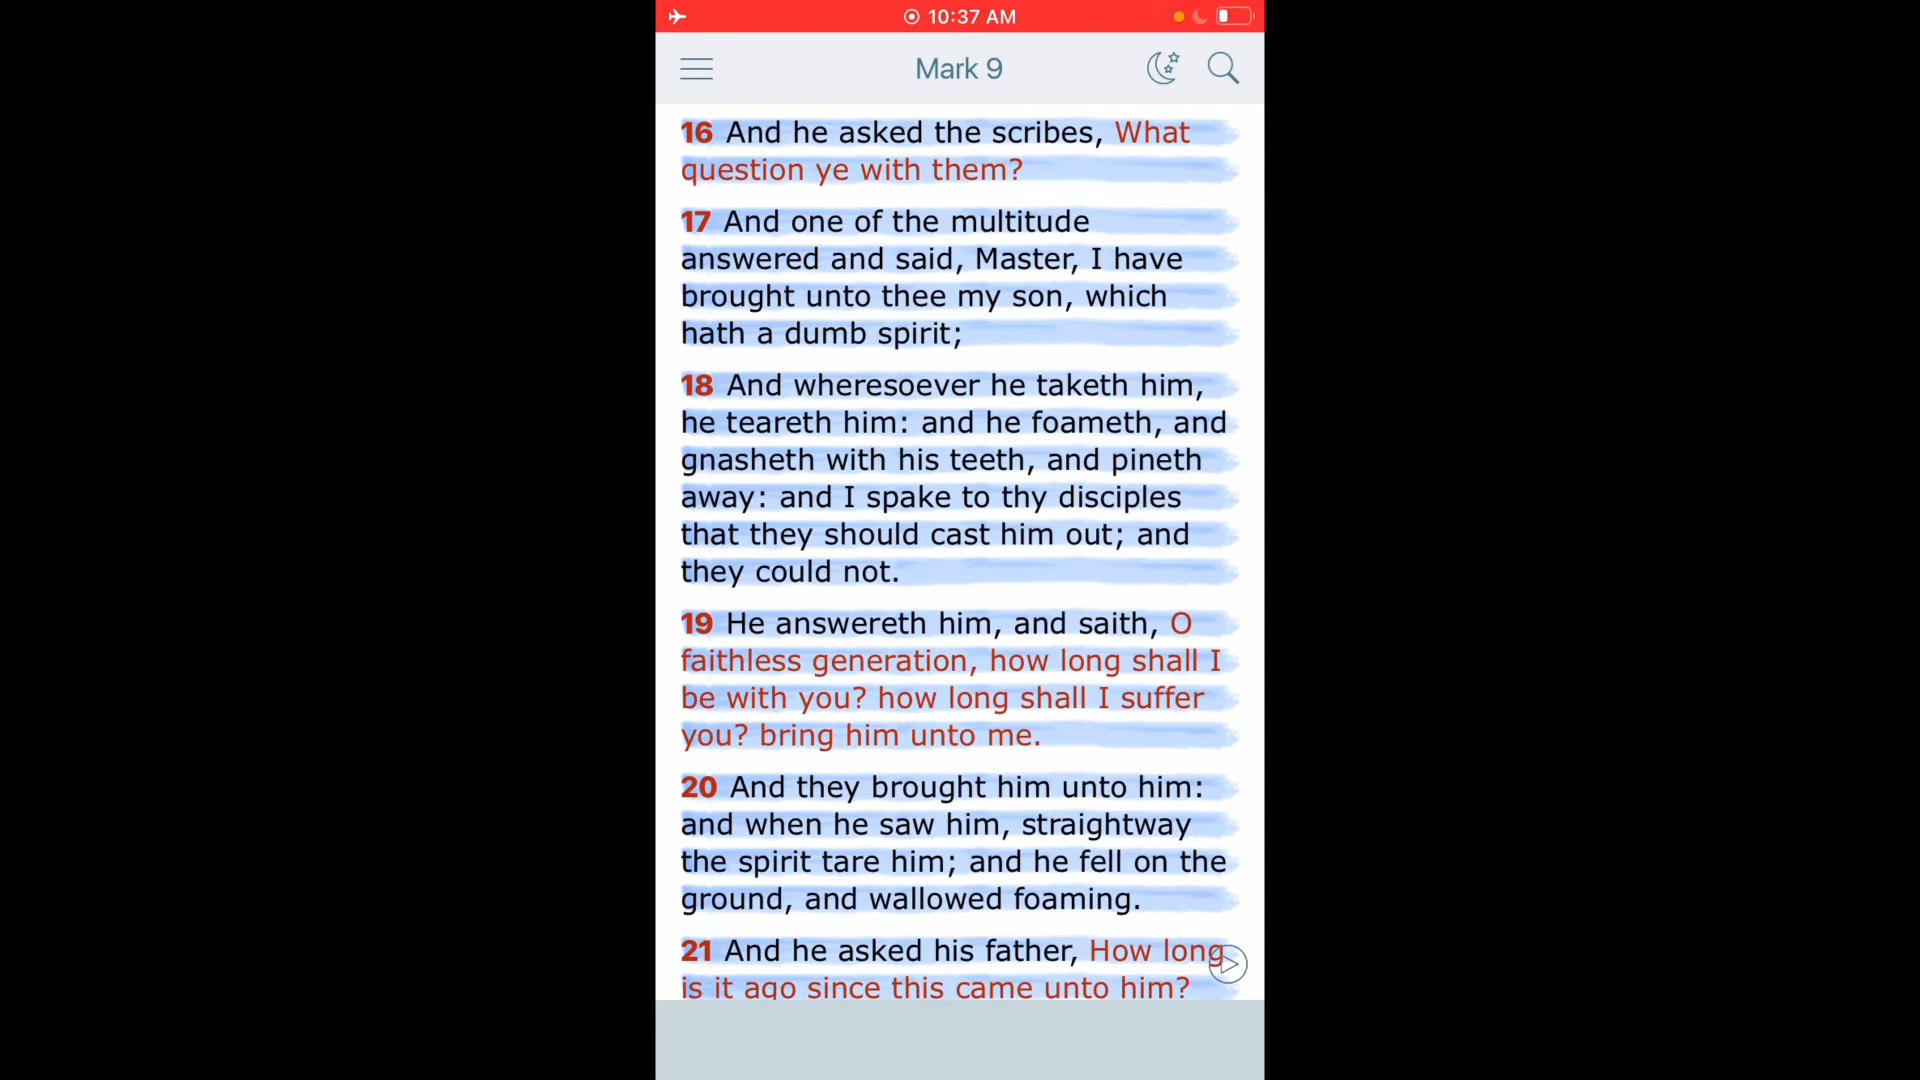 10:37 AM
Mark 9
16 And he asked the scribes, What
question ye with them?
17 And one of the multitude
answered and said, Master, I have
brought unto thee my son, which
hath a dumb spirit;
18 And wheresoever he taketh him,
he teareth him: and he foameth, and
gnasheth with his teeth, and pineth
away: and I spake to thy disciples
that they should cast him out; and
they could not.
19 He answereth him, and saith, O
faithless generation, how long shall I
be with you? how long shall I suffer
you? bring him unto me.
20 And they brought him unto him:
and when he saw him, straightway
the spirit tare him; and he fell on the
ground, and wallowed foaming.
21 And he asked his father, How long
is it ago since this came unto him?